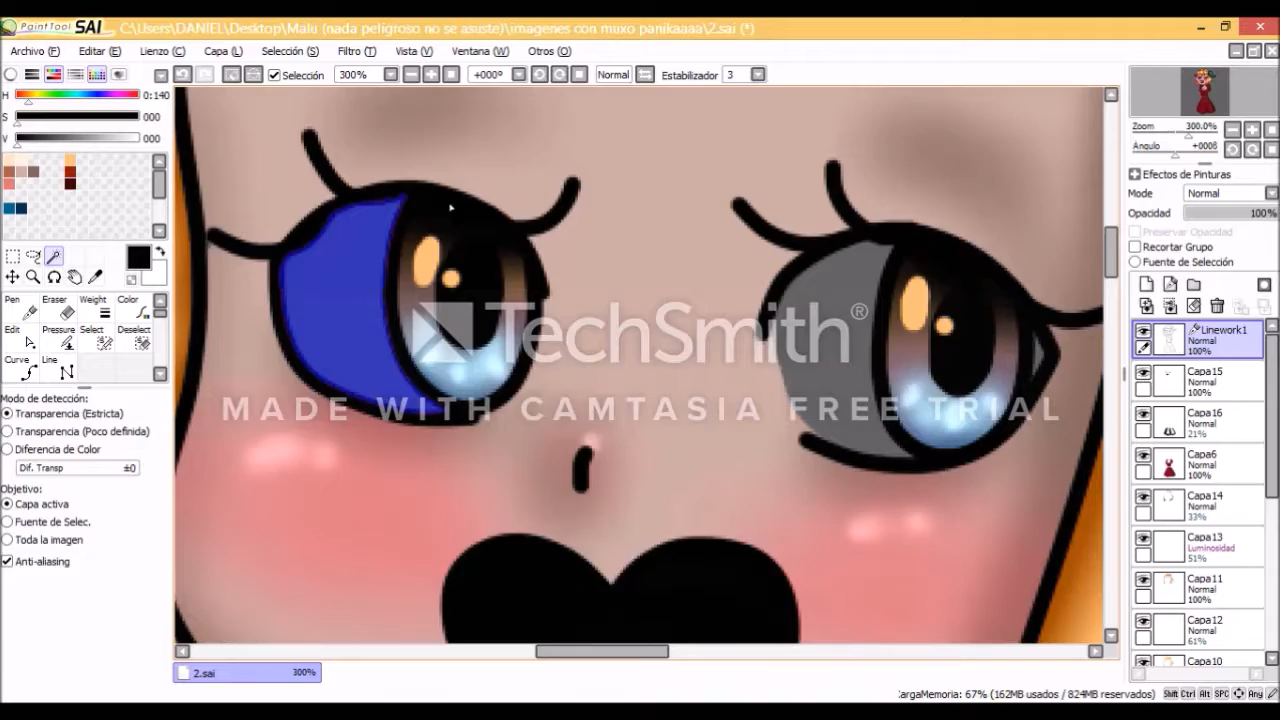 PaintTool SAI C:\Users\DANIEL\Desktop\Malu (nada peligroso no se asuste)\imagenes con muxo panikaaaa\2.sai (*)
Archivo (F) Editar (E) Lienzo (C) Capa (L) Selección (S) Filtro (T) Vista (V) Ventana (W) Otros (O)
Selección 300% +000º Normal Estabilizador 3
H 0:140
S 000
V 000
Zoom 300.0%
Angulo +000ß
Efectos de Pinturas
Mode Normal
Opacidad 100%
Preservar Opacidad
Recortar Grupo
Fuente de Selección
Pen Eraser Weight Color
Edit Pressure Select Deselect
Curve Line
Modo de detección:
Transparencia (Estricta)
Transparencia (Poco definida)
Diferencia de Color
Dif. Transp ±0
Objetivo:
Capa activa
Fuente de Selec.
Toda la imagen
Anti-aliasing
TechSmith®
MADE WITH CAMTASIA FREE TRIAL
Linework1
Normal
100%
Capa15
Normal
100%
Capa16
Normal
21%
Capa6
Normal
100%
Capa14
Normal
33%
Capa13
Luminosidad
51%
Capa11
Normal
100%
Capa12
Normal
61%
Capa10
2.sai 300%
CargaMemoria: 67% (162MB usados / 824MB reservados)
Shift Ctrl Alt SPC Any